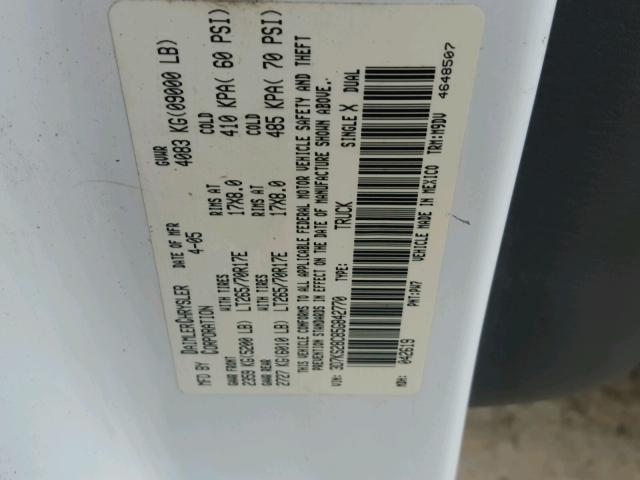 MFD BY DAIMLERCHRYSLER CORPORATION DATE OF MFR 4-05 GVWR 4083 KG(09000 LB)
GAWR FRONT WITH TIRES RIMS AT COLD
2359 KG(5200 LB) LT265/70R17E 17X8.0 410 KPA( 60 PSI)
GAWR REAR WITH TIRES RIMS AT COLD
2727 KG(6010 LB) LT265/70R17E 17X8.0 485 KPA( 70 PSI)
THIS VEHICLE CONFORMS TO ALL APPLICABLE FEDERAL MOTOR VEHICLE SAFETY AND THEFT
PREVENTION STANDARDS IN EFFECT ON THE DATE OF MANUFACTURE SHOWN ABOVE.
VIN: 3D7KS28C85G842770 TYPE: TRUCK SINGLE X DUAL
MDH: 042619 PNT:PW7 VEHICLE MADE IN MEXICO TRM:M9DV 4648507